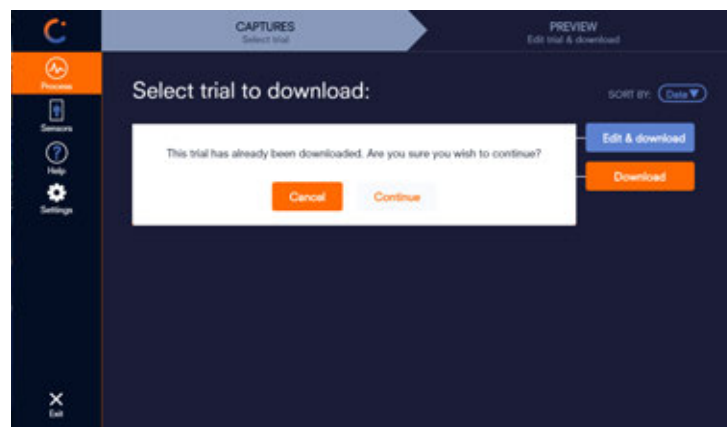 CAPTURES
Select trial
PREVIEW
Edit trial & download
Process
Sensors
Help
Settings
Exit
Select trial to download:
SORT BY: Date ▼
This trial has already been downloaded. Are you sure you wish to continue?
Cancel
Continue
Edit & download
Download